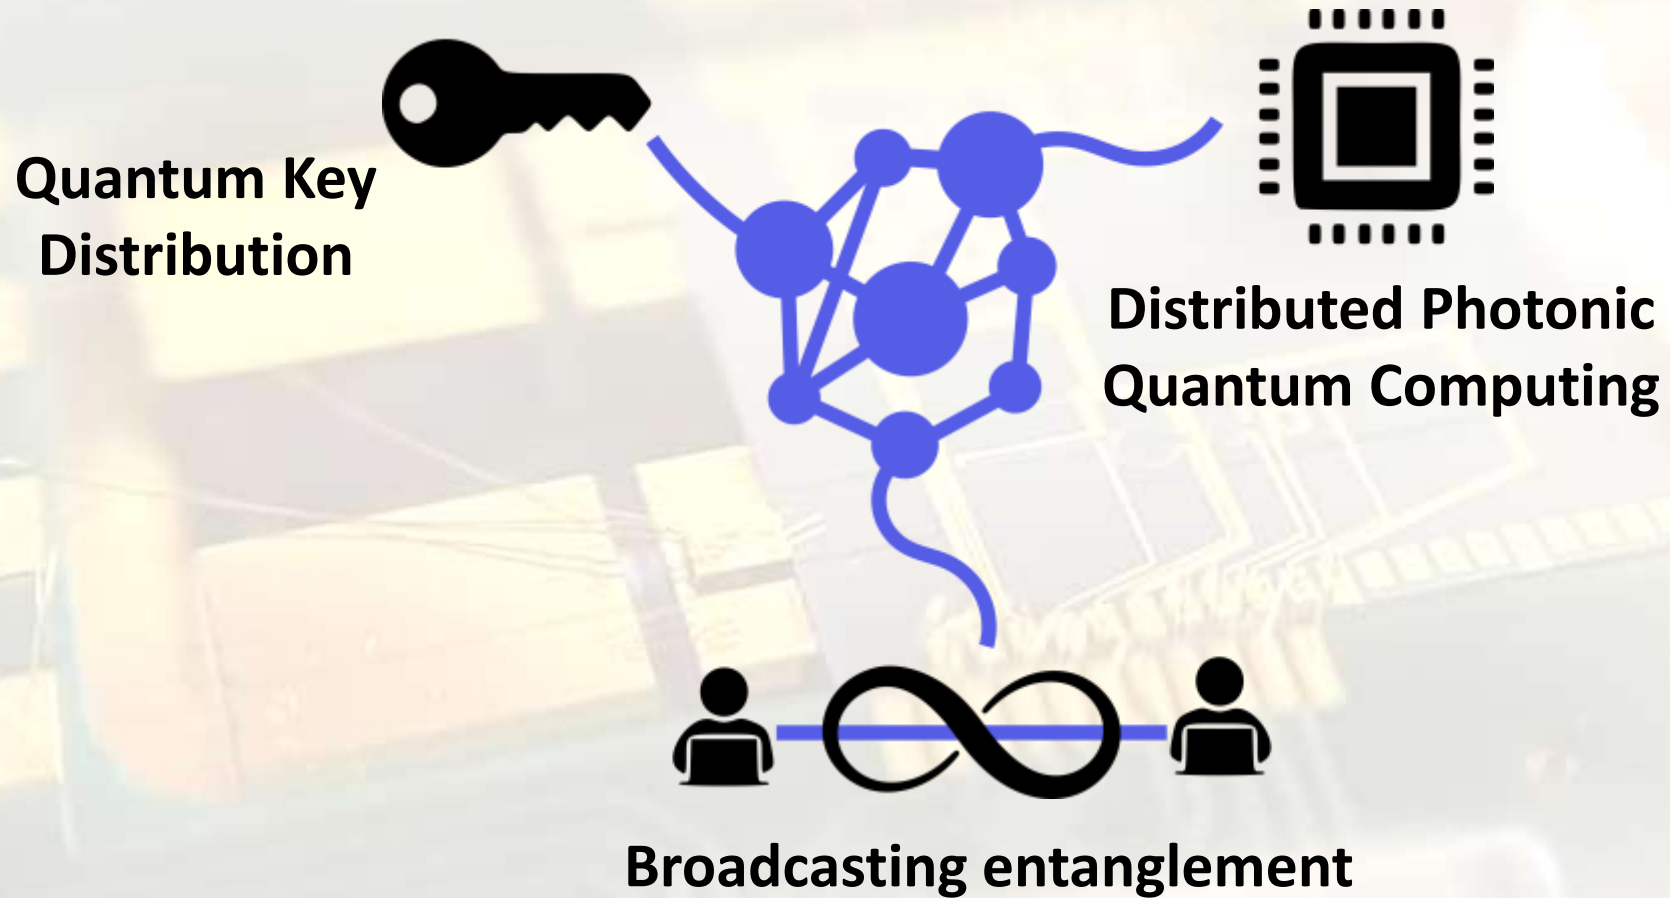 Quantum Key
Distribution
Distributed Photonic
Quantum Computing
Broadcasting entanglement